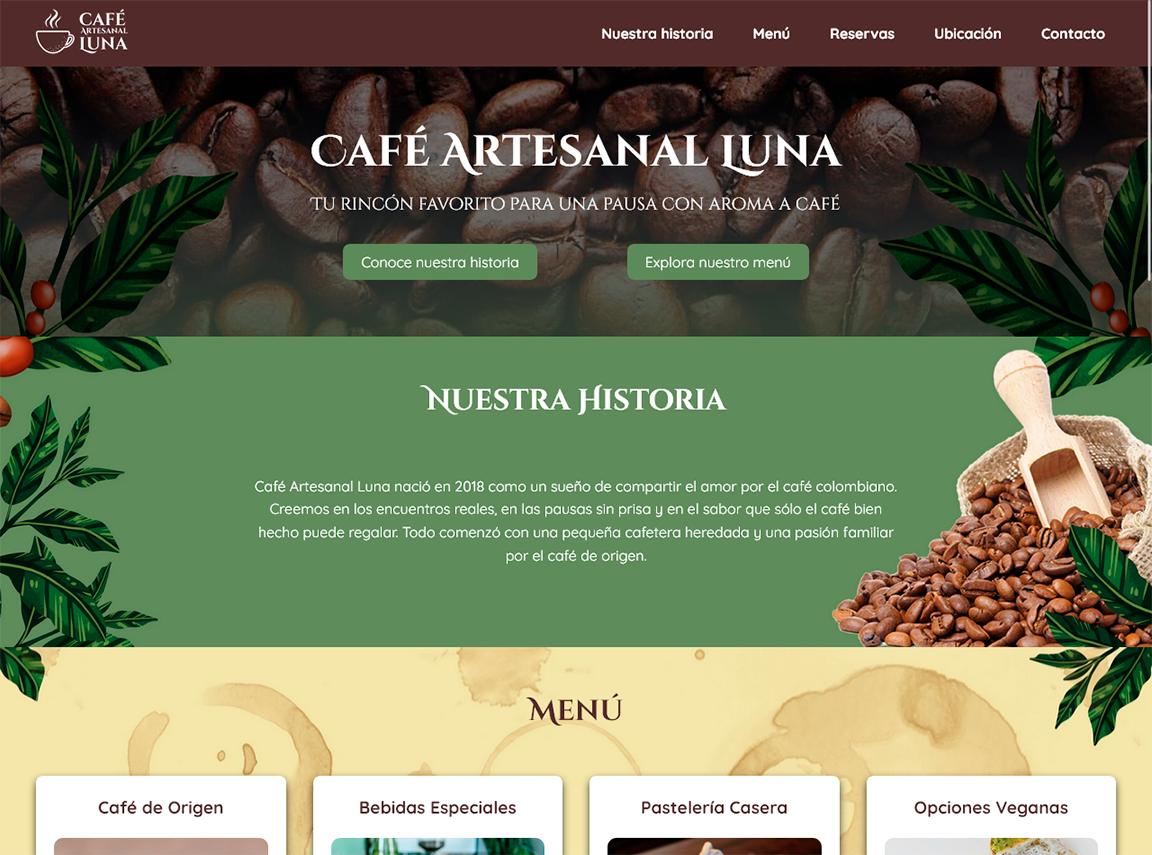 CAFÉ
ARTESANAL
LUNA
Nuestra historia
Menú
Reservas
Ubicación
Contacto
CAFÉ ARTESANAL LUNA
TU RINCÓN FAVORITO PARA UNA PAUSA CON AROMA A CAFÉ
Conoce nuestra historia
Explora nuestro menú
NUESTRA HISTORIA
Café Artesanal Luna nació en 2018 como un sueño de compartir el amor por el café colombiano.
Creemos en los encuentros reales, en las pausas sin prisa y en el sabor que sólo el café bien
hecho puede regalar. Todo comenzó con una pequeña cafetera heredada y una pasión familiar
por el café de origen.
MENÚ
Café de Origen
Bebidas Especiales
Pastelería Casera
Opciones Veganas